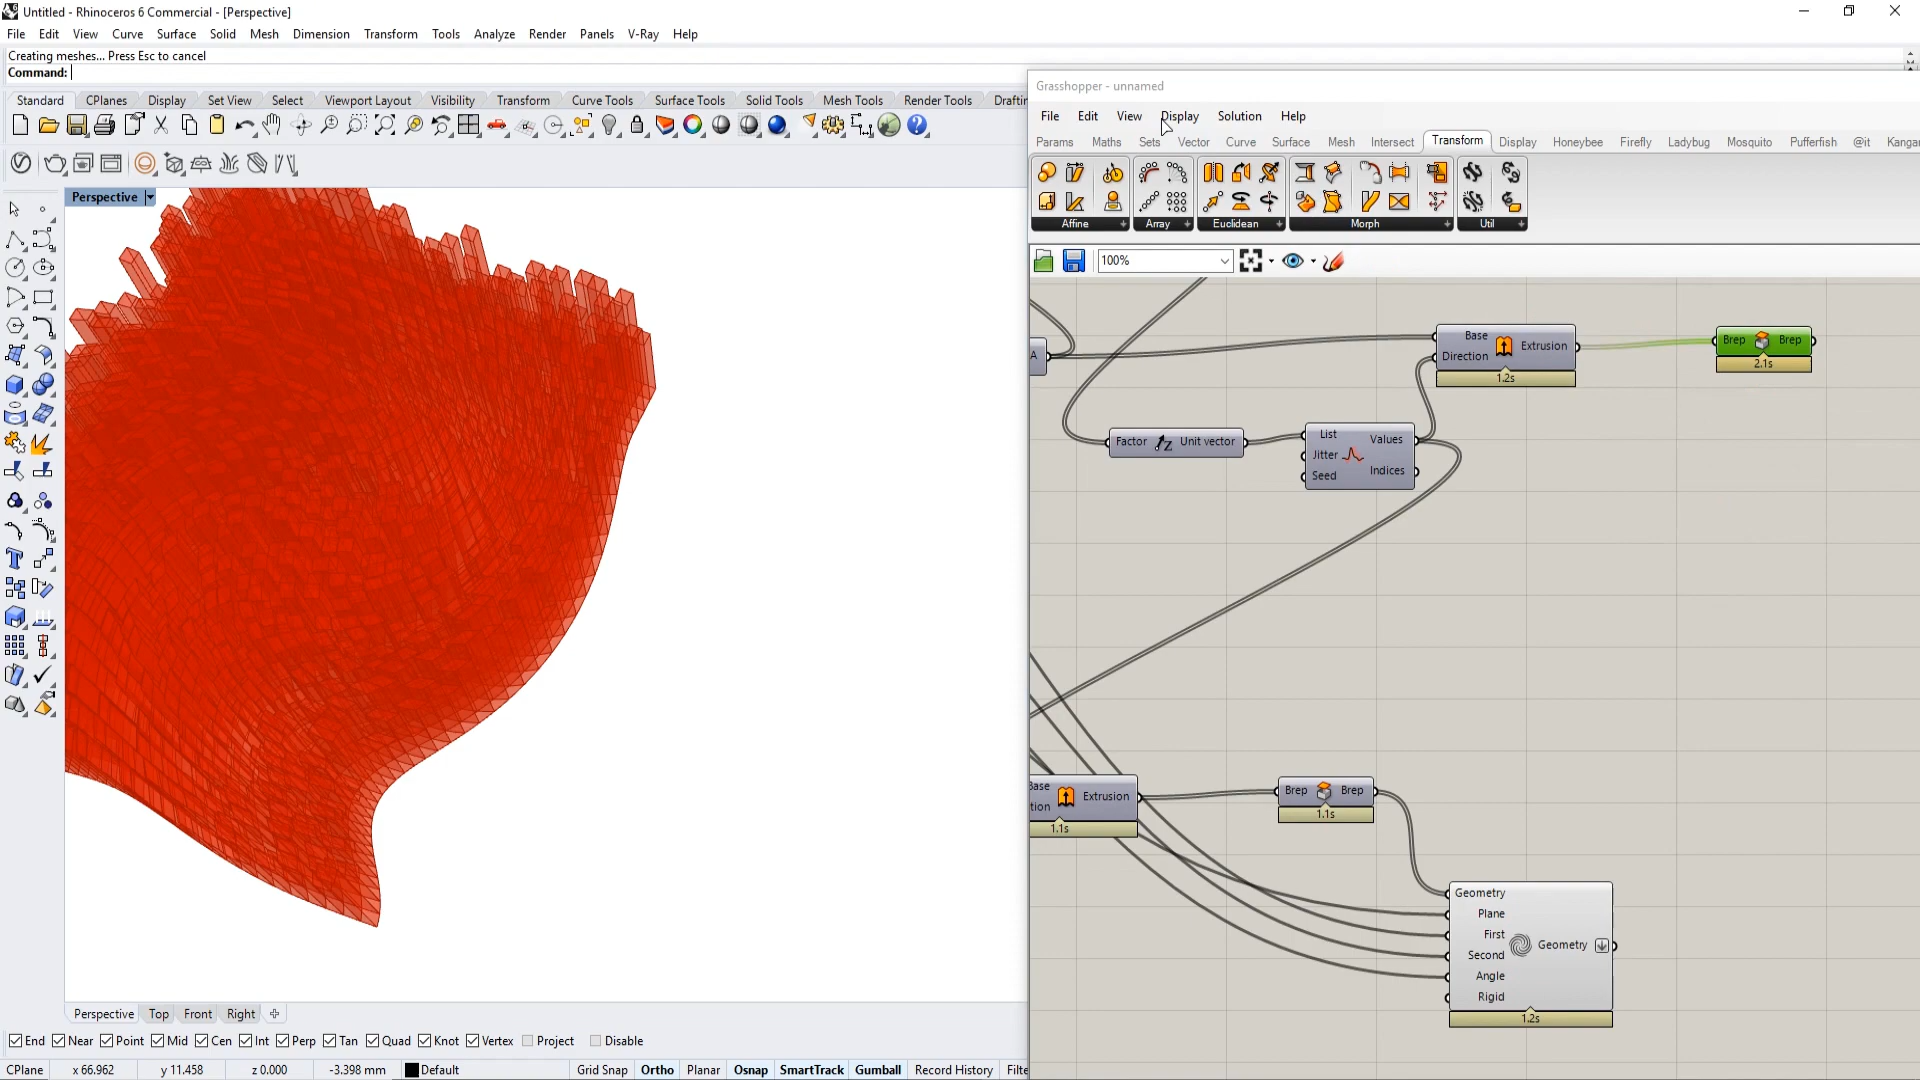 Untitled - Rhinoceros 6 Commercial - [Perspective]
File Edit View Curve Surface Solid Mesh Dimension Transform Tools Analyze Render Panels V-Ray Help
Creating meshes... Press Esc to cancel
Command:
Standard CPlanes Display Set View Select Viewport Layout Visibility Transform Curve Tools Surface Tools Solid Tools Mesh Tools Render Tools Draftin
Perspective
Grasshopper - unnamed
File Edit View Display Solution Help
Params Maths Sets Vector Curve Surface Mesh Intersect Transform Display Honeybee Firefly Ladybug Mosquito Pufferfish @it Kangar
Affine Array Euclidean Morph Util
100%
A
Base
Direction
Extrusion
1.2s
Brep Brep
2.1s
Factor Unit vector
List
Jitter
Seed
Values
Indices
Base
tion
Extrusion
1.1s
Brep Brep
1.1s
Geometry
Plane
First
Second
Angle
Rigid
Geometry
1.2s
Perspective Top Front Right
End Near Point Mid Cen Int Perp Tan Quad Knot Vertex Project Disable
CPlane x 66.962 y 11.458 z 0.000 -3.398 mm Default Grid Snap Ortho Planar Osnap SmartTrack Gumball Record History Filte